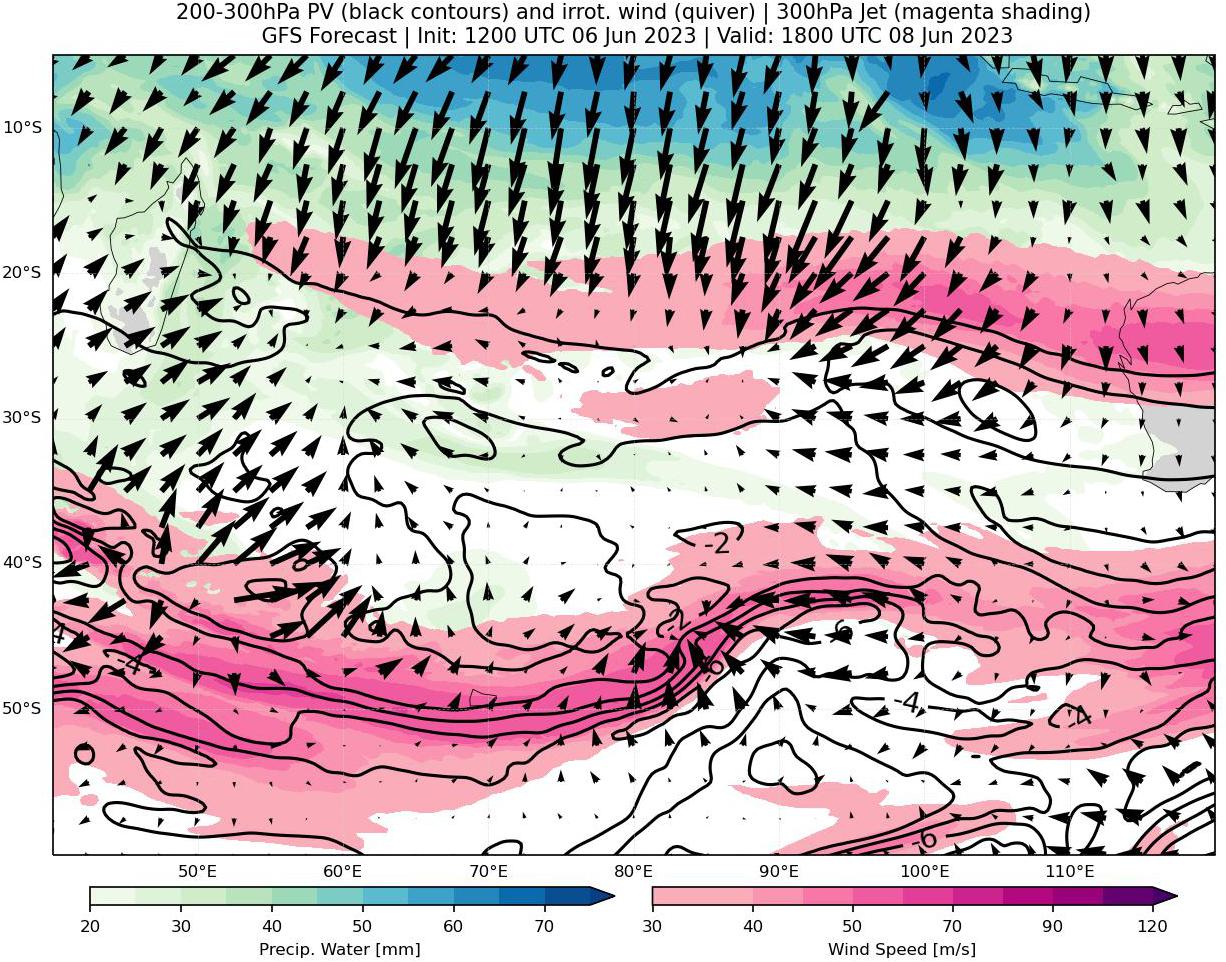 200-300hPa PV (black contours) and irrot. wind (quiver) | 300hPa Jet (magenta shading)
GFS Forecast | Init: 1200 UTC 06 Jun 2023 | Valid: 1800 UTC 08 Jun 2023
10°S
20°S
30°S
40°S
50°S
-2
-2
-4
-6
-6
-4
-4
-6
50°E
60°E
70°E
80°E
90°E
100°E
110°E
20
30
40
50
60
70
Precip. Water [mm]
30
40
50
70
90
120
Wind Speed [m/s]